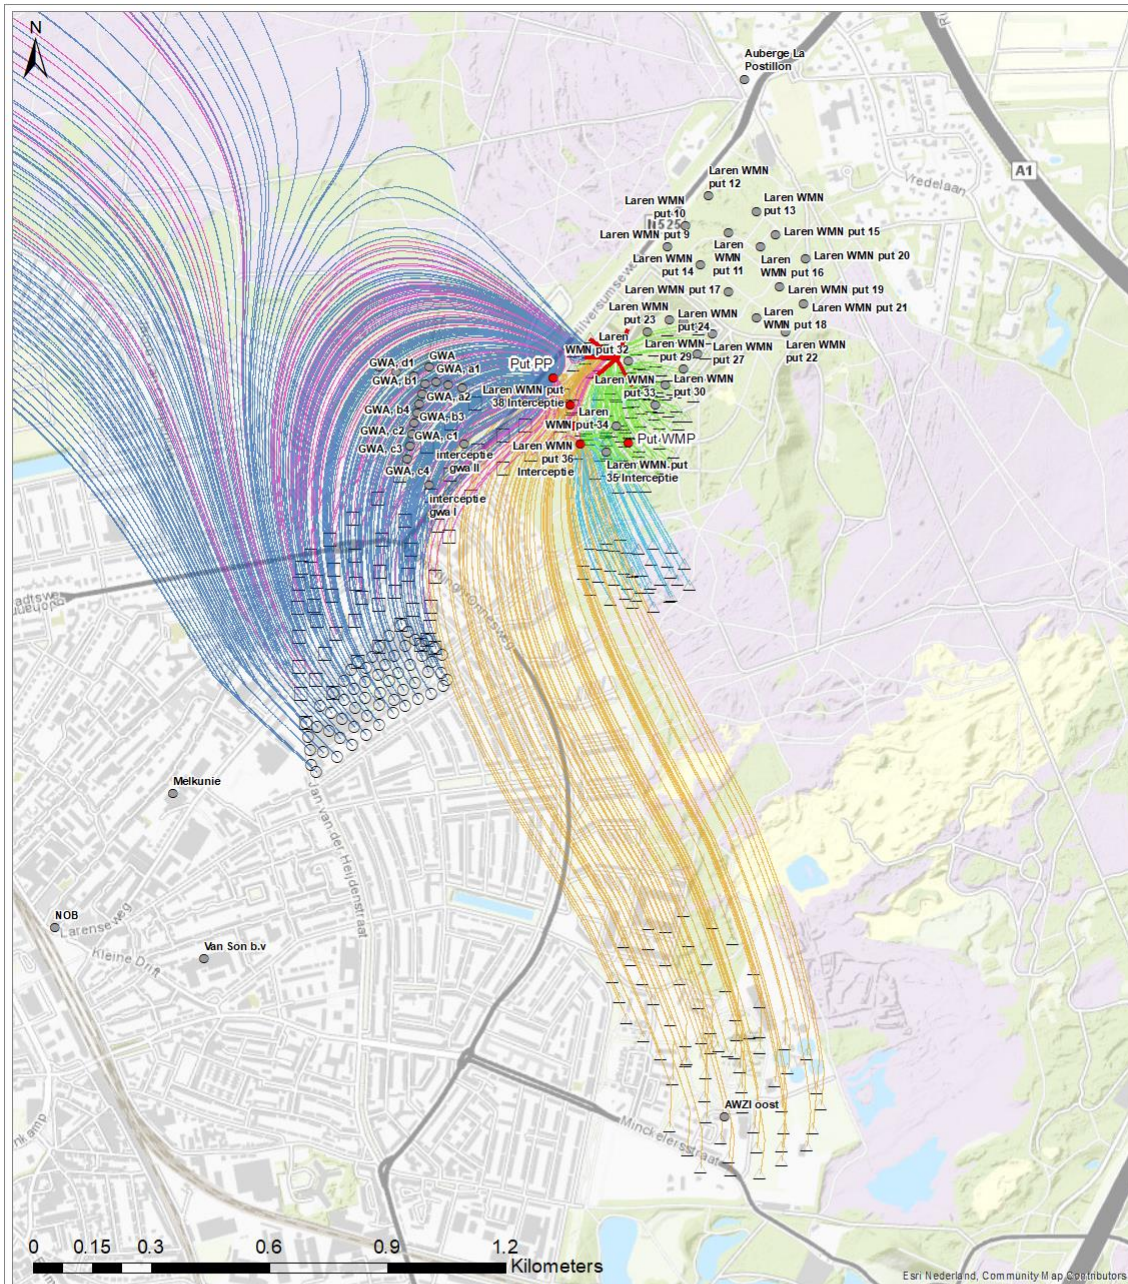 N
Auberge La
Postillon
A1
Vredelaan
Laren WMN
put 12
Laren WMN
put 10
Laren WMN
put 13
Laren WMN put 9
Laren WMN put 15
Laren WMN
put 14
Laren
WMN
put 11
Laren
WMN put 16
Laren WMN put 20
Laren WMN put 17
Laren WMN put 19
Laren WMN put 21
Laren WMN
put 23
Laren WMN
put 24
Laren
WMN put 18
Laren
WMN put 32
Laren WMN
put 29
Laren WMN
put 27
Laren WMN
put 22
GWA, d1
GWA
GWA, a1
Put PP
GWA, b1
GWA, a2
Laren WMN put
38 Interceptie
Laren WMN
put 33
Laren WMN
put 30
GWA, b4
GWA, b3
Laren
WMN put 34
GWA, c2
GWA, c1
Put WMP
GWA, c3
GWA, c4
interceptie
gwa II
Laren WMN
put 36
Interceptie
Laren WMN put
35 Interceptie
interceptie
gwa I
Melkunie
Jan van der Heijdenstraat
NOB
Larenseweg
Kleine Drift
Van Son b.v
AWZI oost
Minckelersstraat
0 0.15 0.3 0.6 0.9 1.2
Kilometers
Esri Nederland, Community Map Contributors